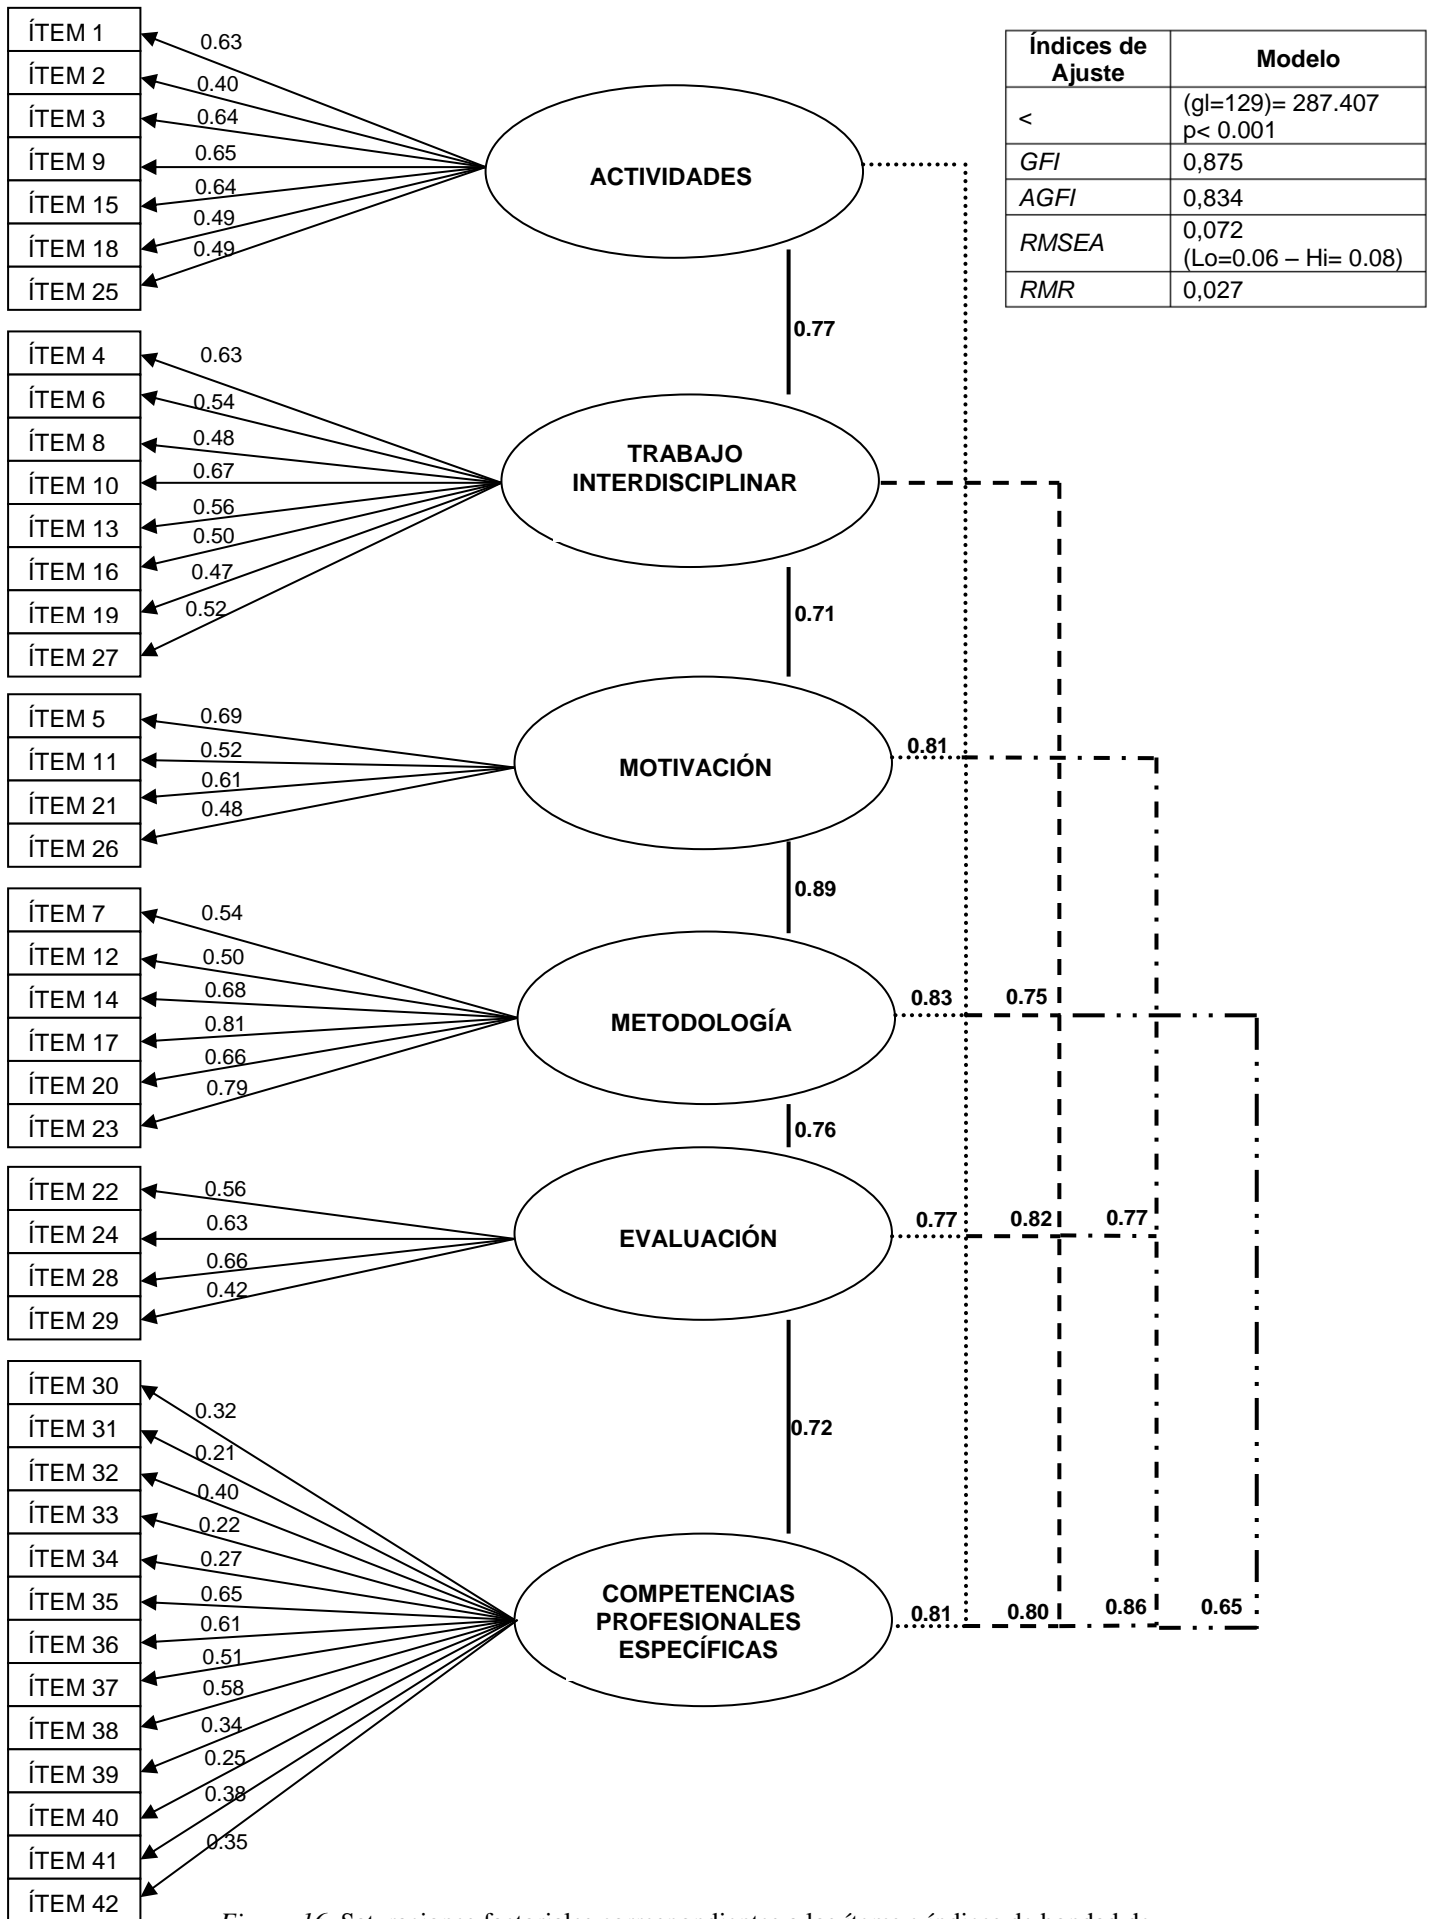 ÍTEM 1
0.63
ÍTEM 2
0.40
ÍTEM 3
0.64
ÍTEM 9
0.65
ÍTEM 15
0.64
ÍTEM 18
0.49
ÍTEM 25
0.49
ACTIVIDADES
Índices de Ajuste
Modelo
<
(gl=129)= 287.407
p< 0.001
GFI
0,875
AGFI
0,834
RMSEA
0,072
(Lo=0.06 – Hi= 0.08)
RMR
0,027
0.77
ÍTEM 4
0.63
ÍTEM 6
0.54
ÍTEM 8
0.48
ÍTEM 10
0.67
ÍTEM 13
0.56
ÍTEM 16
0.50
ÍTEM 19
0.47
ÍTEM 27
0.52
TRABAJO
INTERDISCIPLINAR
0.71
ÍTEM 5
0.69
ÍTEM 11
0.52
ÍTEM 21
0.61
ÍTEM 26
0.48
MOTIVACIÓN
0.81
0.89
ÍTEM 7
0.54
ÍTEM 12
0.50
ÍTEM 14
0.68
ÍTEM 17
0.81
ÍTEM 20
0.66
ÍTEM 23
0.79
METODOLOGÍA
0.83
0.75
0.76
ÍTEM 22
0.56
ÍTEM 24
0.63
ÍTEM 28
0.66
ÍTEM 29
0.42
EVALUACIÓN
0.77
0.82
0.77
0.72
ÍTEM 30
0.32
ÍTEM 31
0.21
ÍTEM 32
0.40
ÍTEM 33
0.22
ÍTEM 34
0.27
ÍTEM 35
0.65
ÍTEM 36
0.61
ÍTEM 37
0.51
ÍTEM 38
0.58
ÍTEM 39
0.34
ÍTEM 40
0.25
ÍTEM 41
0.38
ÍTEM 42
0.35
COMPETENCIAS
PROFESIONALES
ESPECÍFICAS
0.81
0.80
0.86
0.65